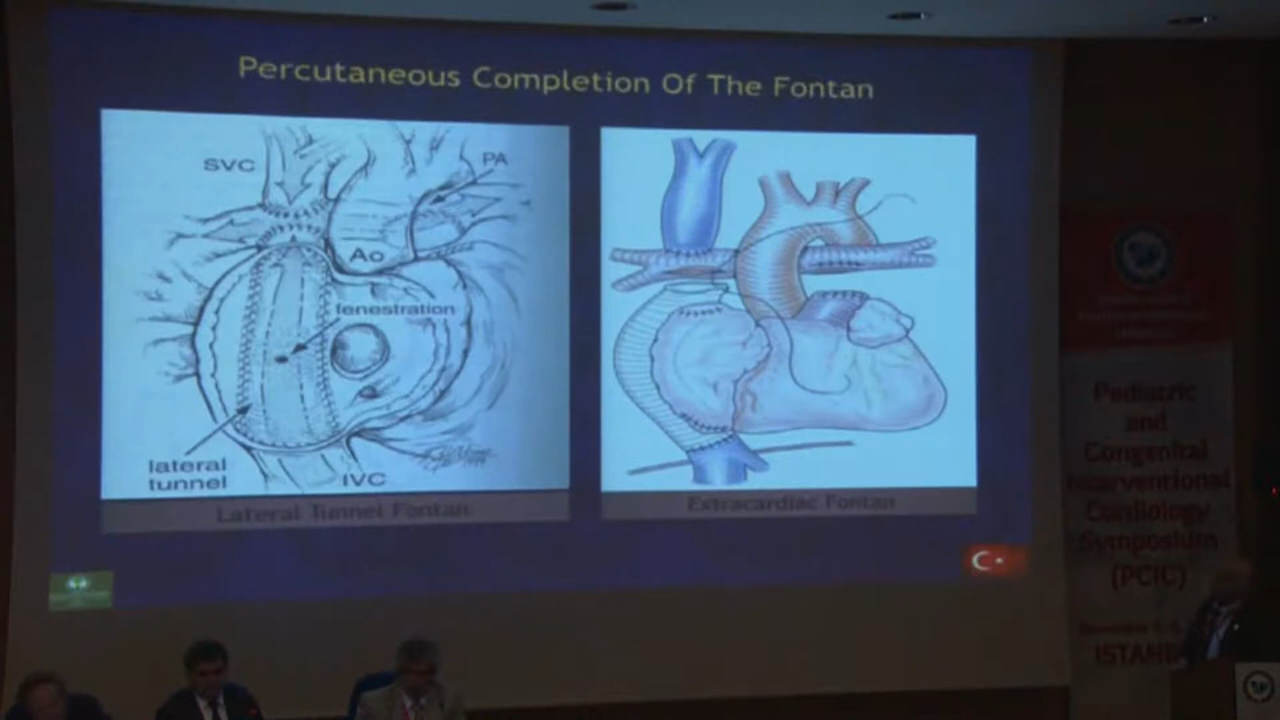 Percutaneous Completion Of The Fontan
SVC
PA
Ao
fenestration
lateral
tunnel
IVC
Lateral Tunnel Fontan
Extracardiac Fontan
Pediatric
and
Congenital
Interventional
Cardiology
Symposium
(PCIC)